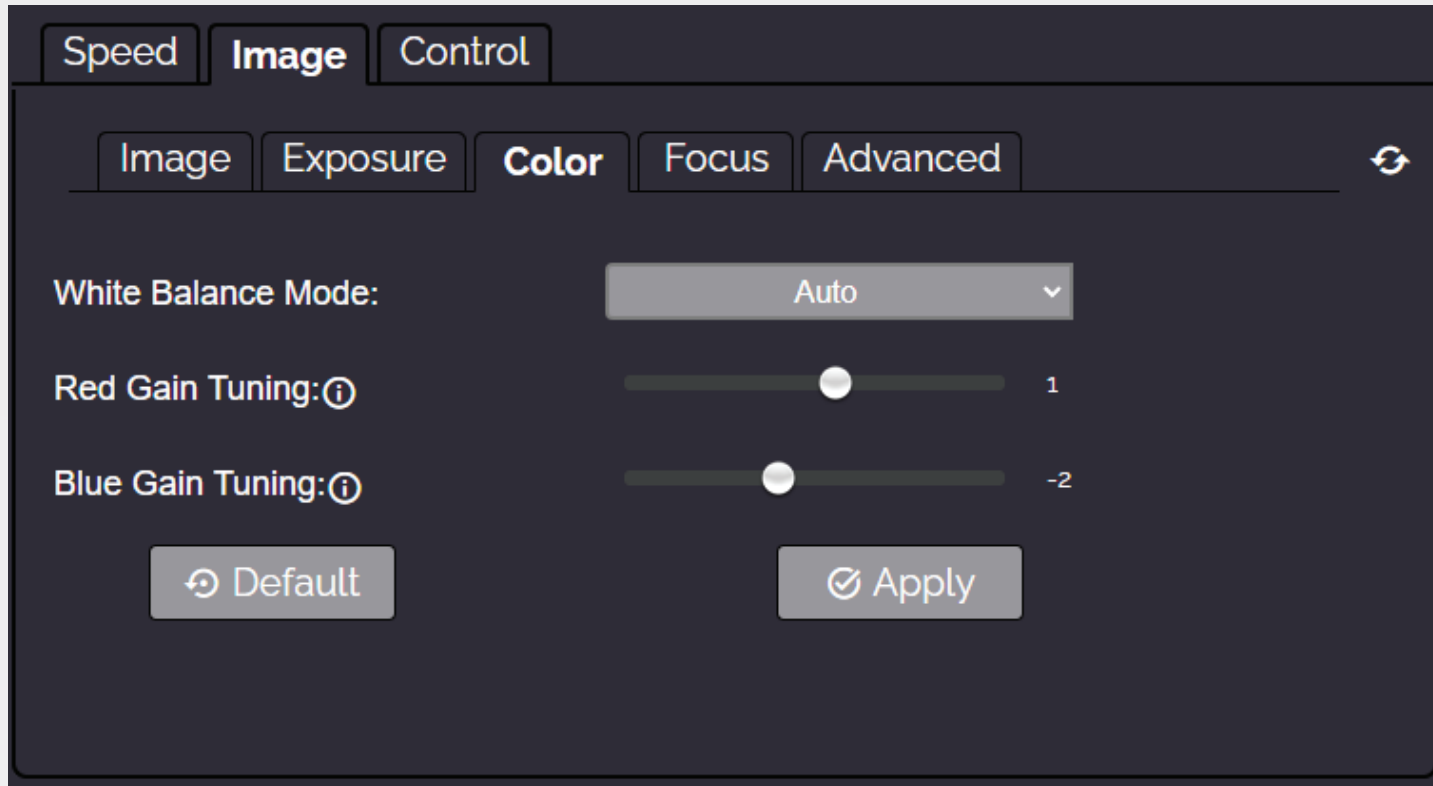 Speed Image Control
Image Exposure Color Focus Advanced
White Balance Mode: Auto
Red Gain Tuning: 1
Blue Gain Tuning: -2
Default Apply